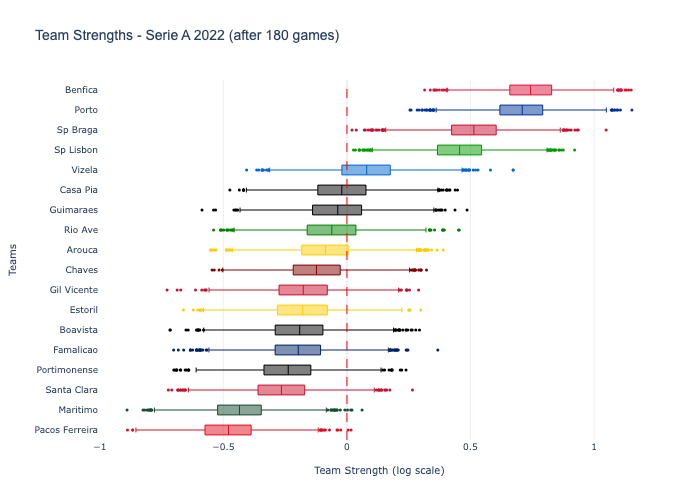 Team Strengths - Serie A 2022 (after 180 games)
Benfica
Porto
Sp Braga
Sp Lisbon
Vizela
Casa Pia
Guimaraes
Rio Ave
Arouca
Chaves
Gil Vicente
Estoril
Boavista
Famalicao
Portimonense
Santa Clara
Maritimo
Pacos Ferreira
Teams
−1
−0.5
0
0.5
1
Team Strength (log scale)